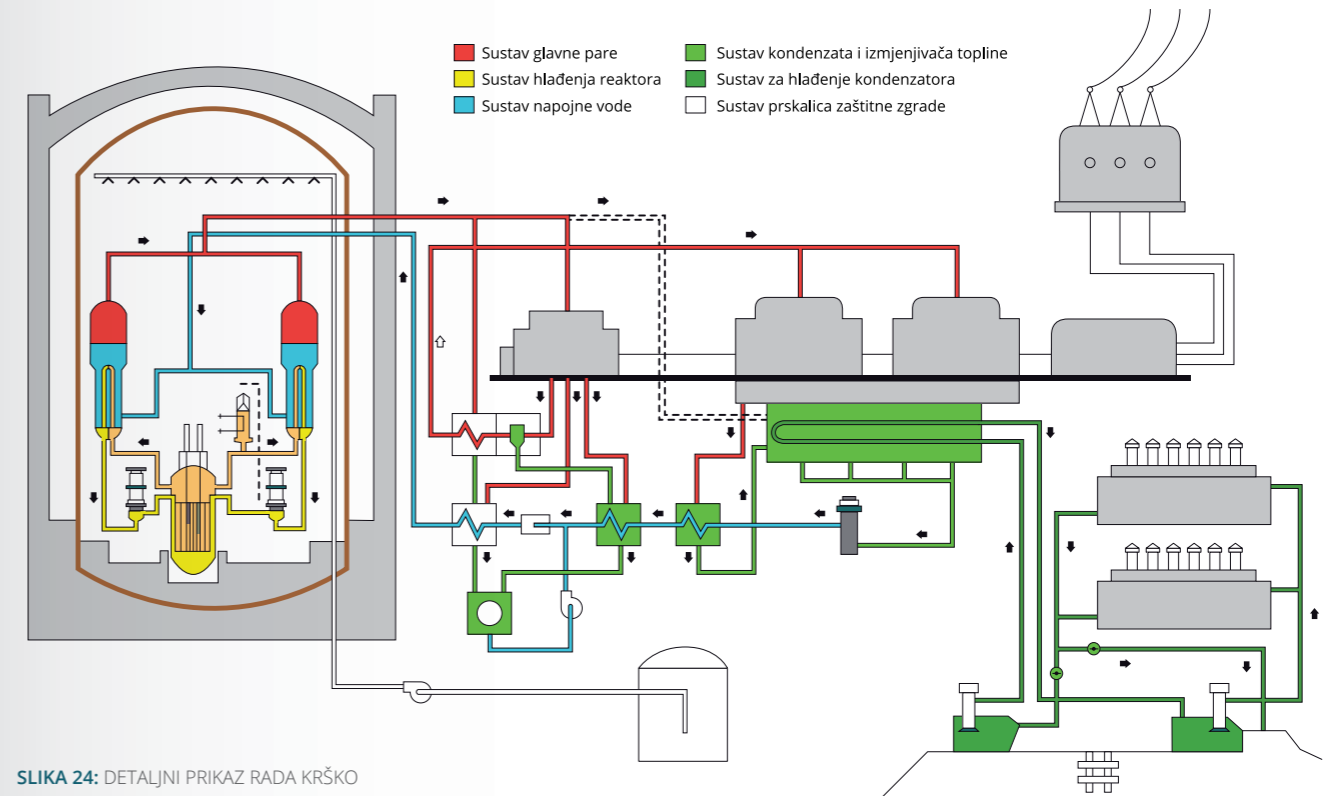 Sustav glavne pare
Sustav hlađenja reaktora
Sustav napojne vode
Sustav kondenzata i izmjenjivača topline
Sustav za hlađenje kondenzatora
Sustav prskalica zaštitne zgrade
SLIKA 24: DETALJNI PRIKAZ RADA KRŠKO